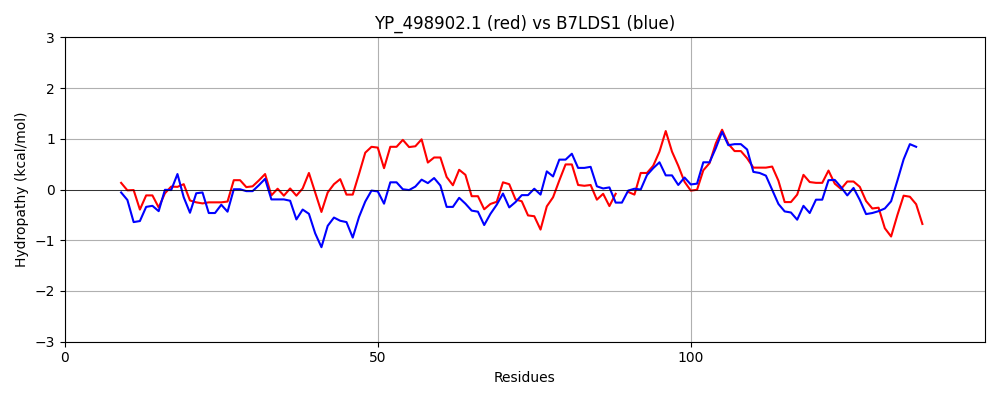 YP_498902.1 (red) vs B7LDS1 (blue)
3
2
1
0
−1
−2
−3
Hydropathy (kcal/mol)
0 50 100
Residues